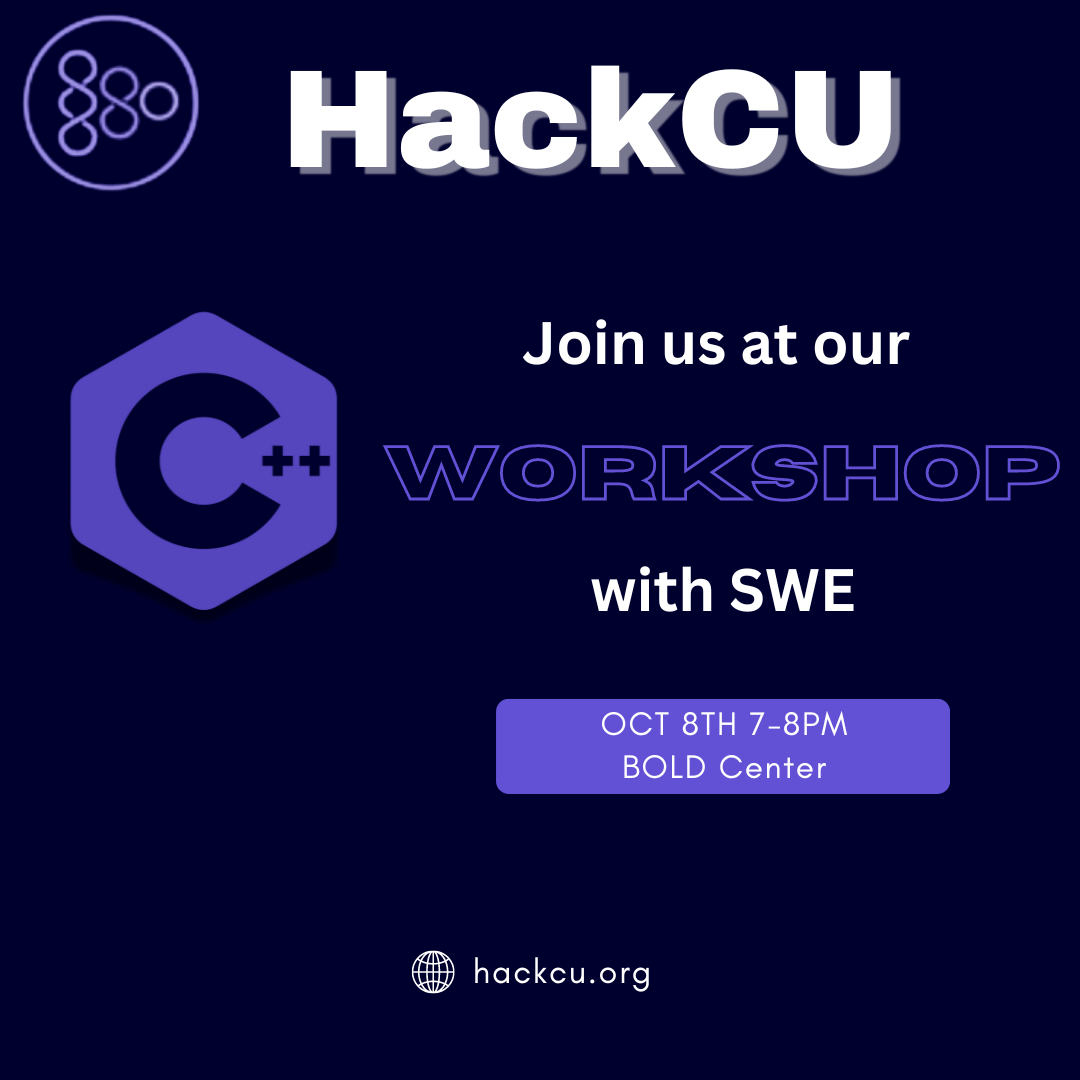 HackCU
Join us at our
C++
WORKSHOP
with SWE
OCT 8TH 7-8PM
BOLD Center
hackcu.org